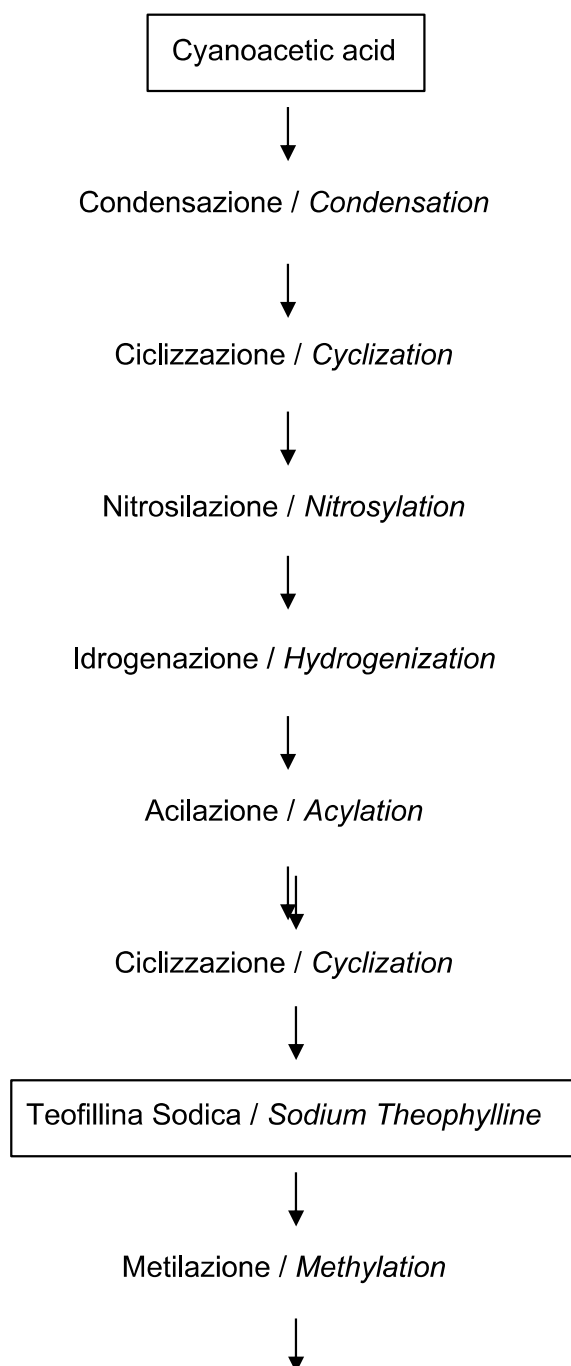 Cyanoacetic acid
Condensazione / Condensation
Ciclizzazione / Cyclization
Nitrosilazione / Nitrosylation
Idrogenazione / Hydrogenization
Acilazione / Acylation
Ciclizzazione / Cyclization
Teofillina Sodica / Sodium Theophylline
Metilazione / Methylation